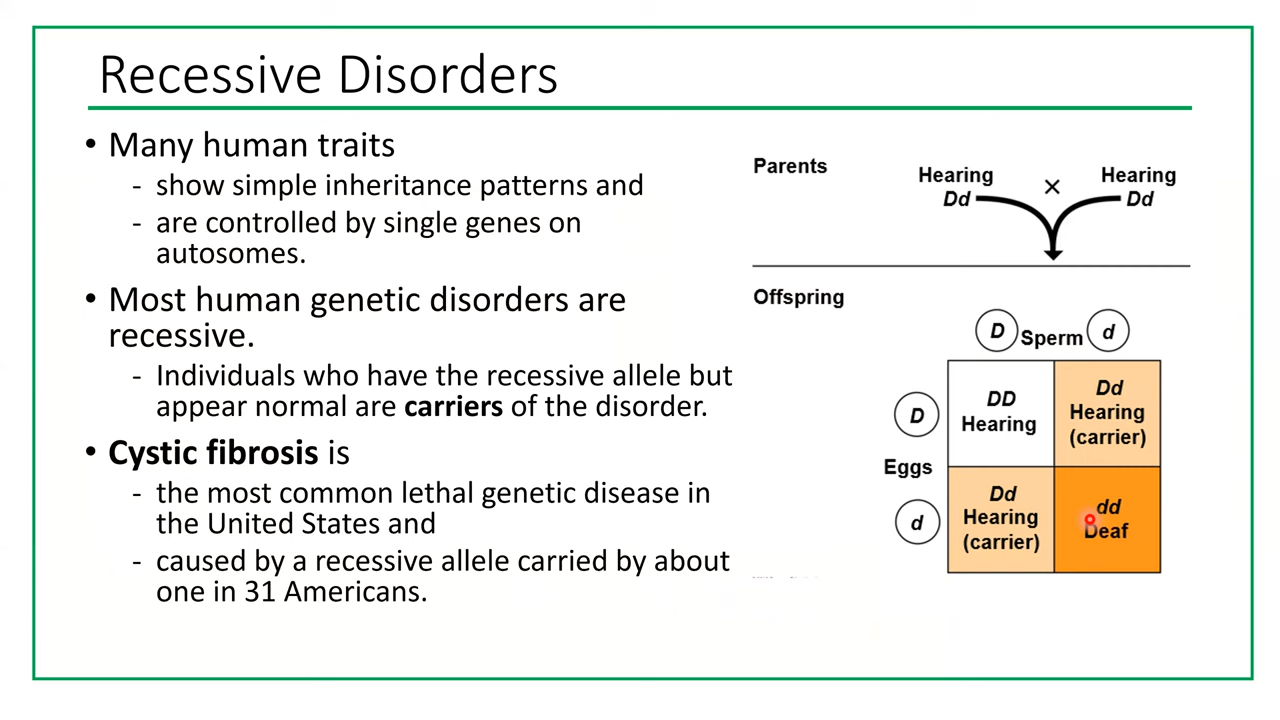 Recessive Disorders
• Many human traits
- show simple inheritance patterns and
- are controlled by single genes on
autosomes.
• Most human genetic disorders are
recessive.
- Individuals who have the recessive allele but
appear normal are carriers of the disorder.
• Cystic fibrosis is
- the most common lethal genetic disease in
the United States and
- caused by a recessive allele carried by about
one in 31 Americans.
Parents
Hearing
Dd
×
Hearing
Dd
Offspring
D Sperm d
D
Eggs
d
DD
Hearing
Dd
Hearing
(carrier)
Dd
Hearing
(carrier)
dd
Deaf